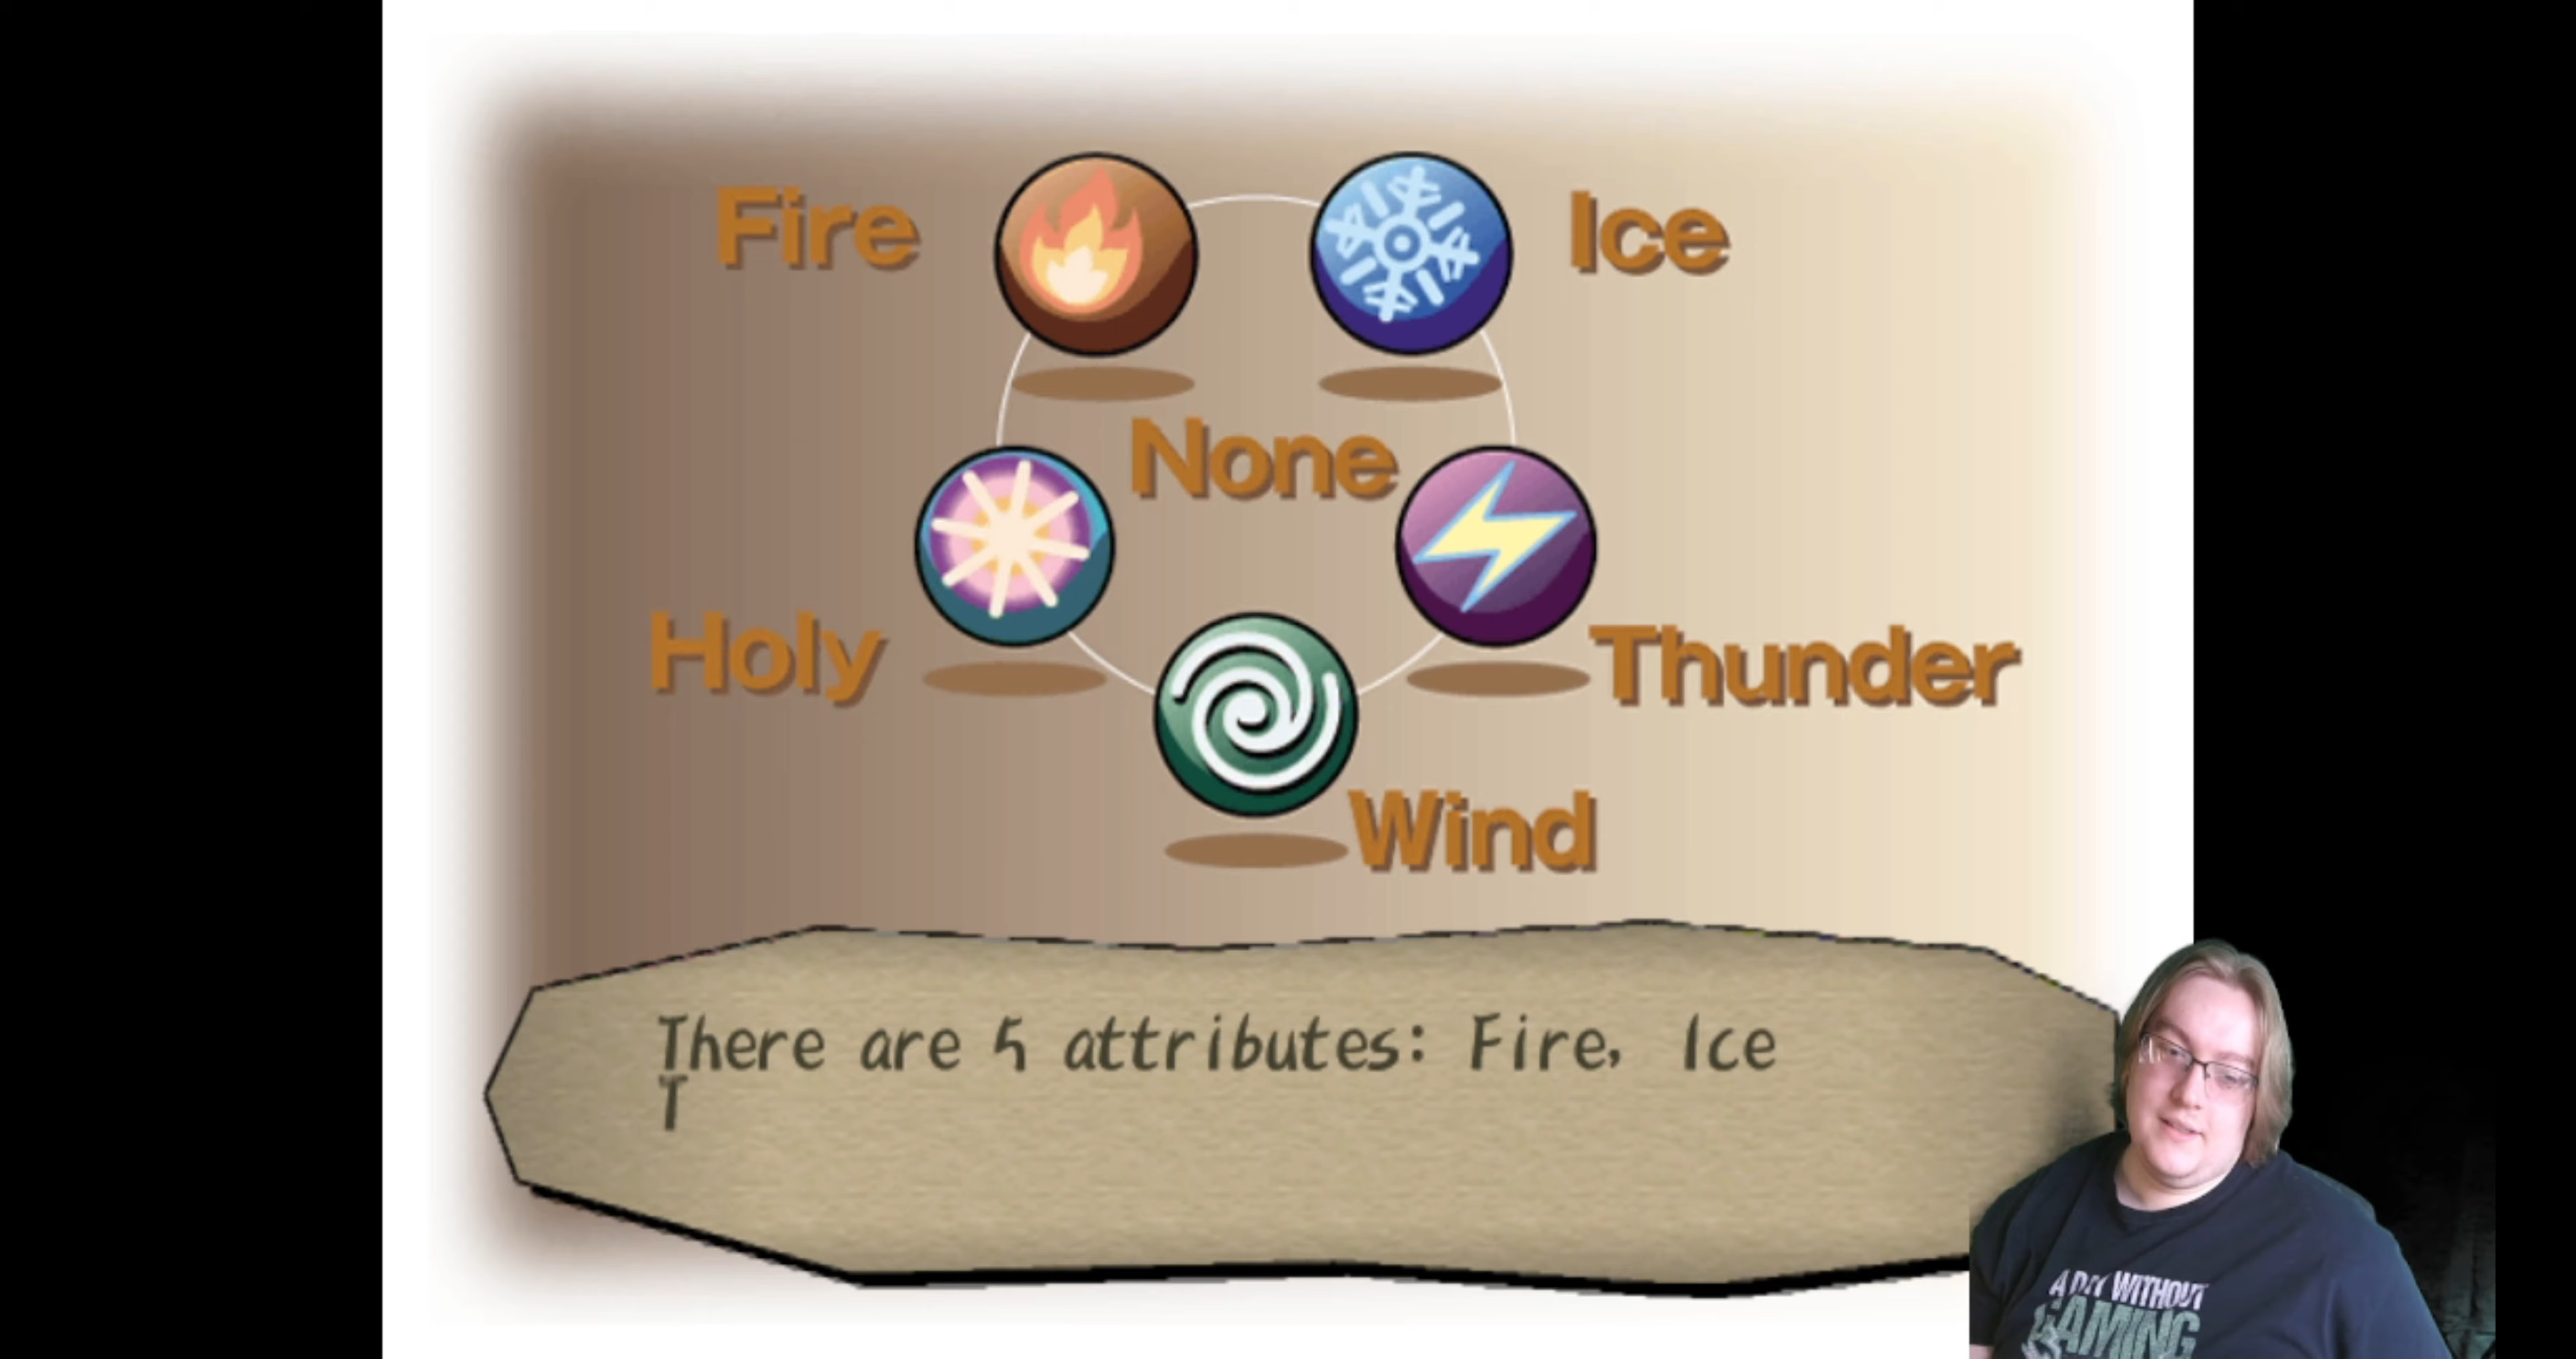 Fire
Ice
None
Holy
Thunder
Wind
There are 5 attributes: Fire, Ice
T
A DAY WITHOUT
GAMING